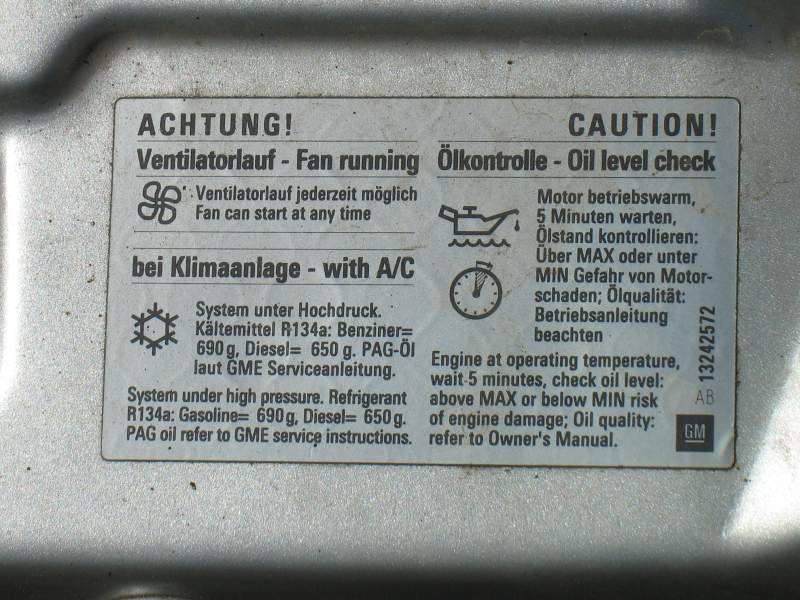 ACHTUNG!
CAUTION!
Ventilatorlauf - Fan running
Ventilatorlauf jederzeit möglich
Fan can start at any time
bei Klimaanlage - with A/C
System unter Hochdruck.
Kältemittel R134a: Benziner=
690 g, Diesel= 650 g. PAG-Öl
laut GME Serviceanleitung.
System under high pressure. Refrigerant
R134a: Gasoline= 690 g, Diesel= 650 g.
PAG oil refer to GME service instructions.
Ölkontrolle - Oil level check
Motor betriebswarm,
5 Minuten warten,
Ölstand kontrollieren:
Über MAX oder unter
MIN Gefahr von Motor-
schaden; Ölqualität:
Betriebsanleitung
beachten
Engine at operating temperature,
wait 5 minutes, check oil level:
above MAX or below MIN risk
of engine damage; Oil quality:
refer to Owner's Manual.
13242572
AB
GM